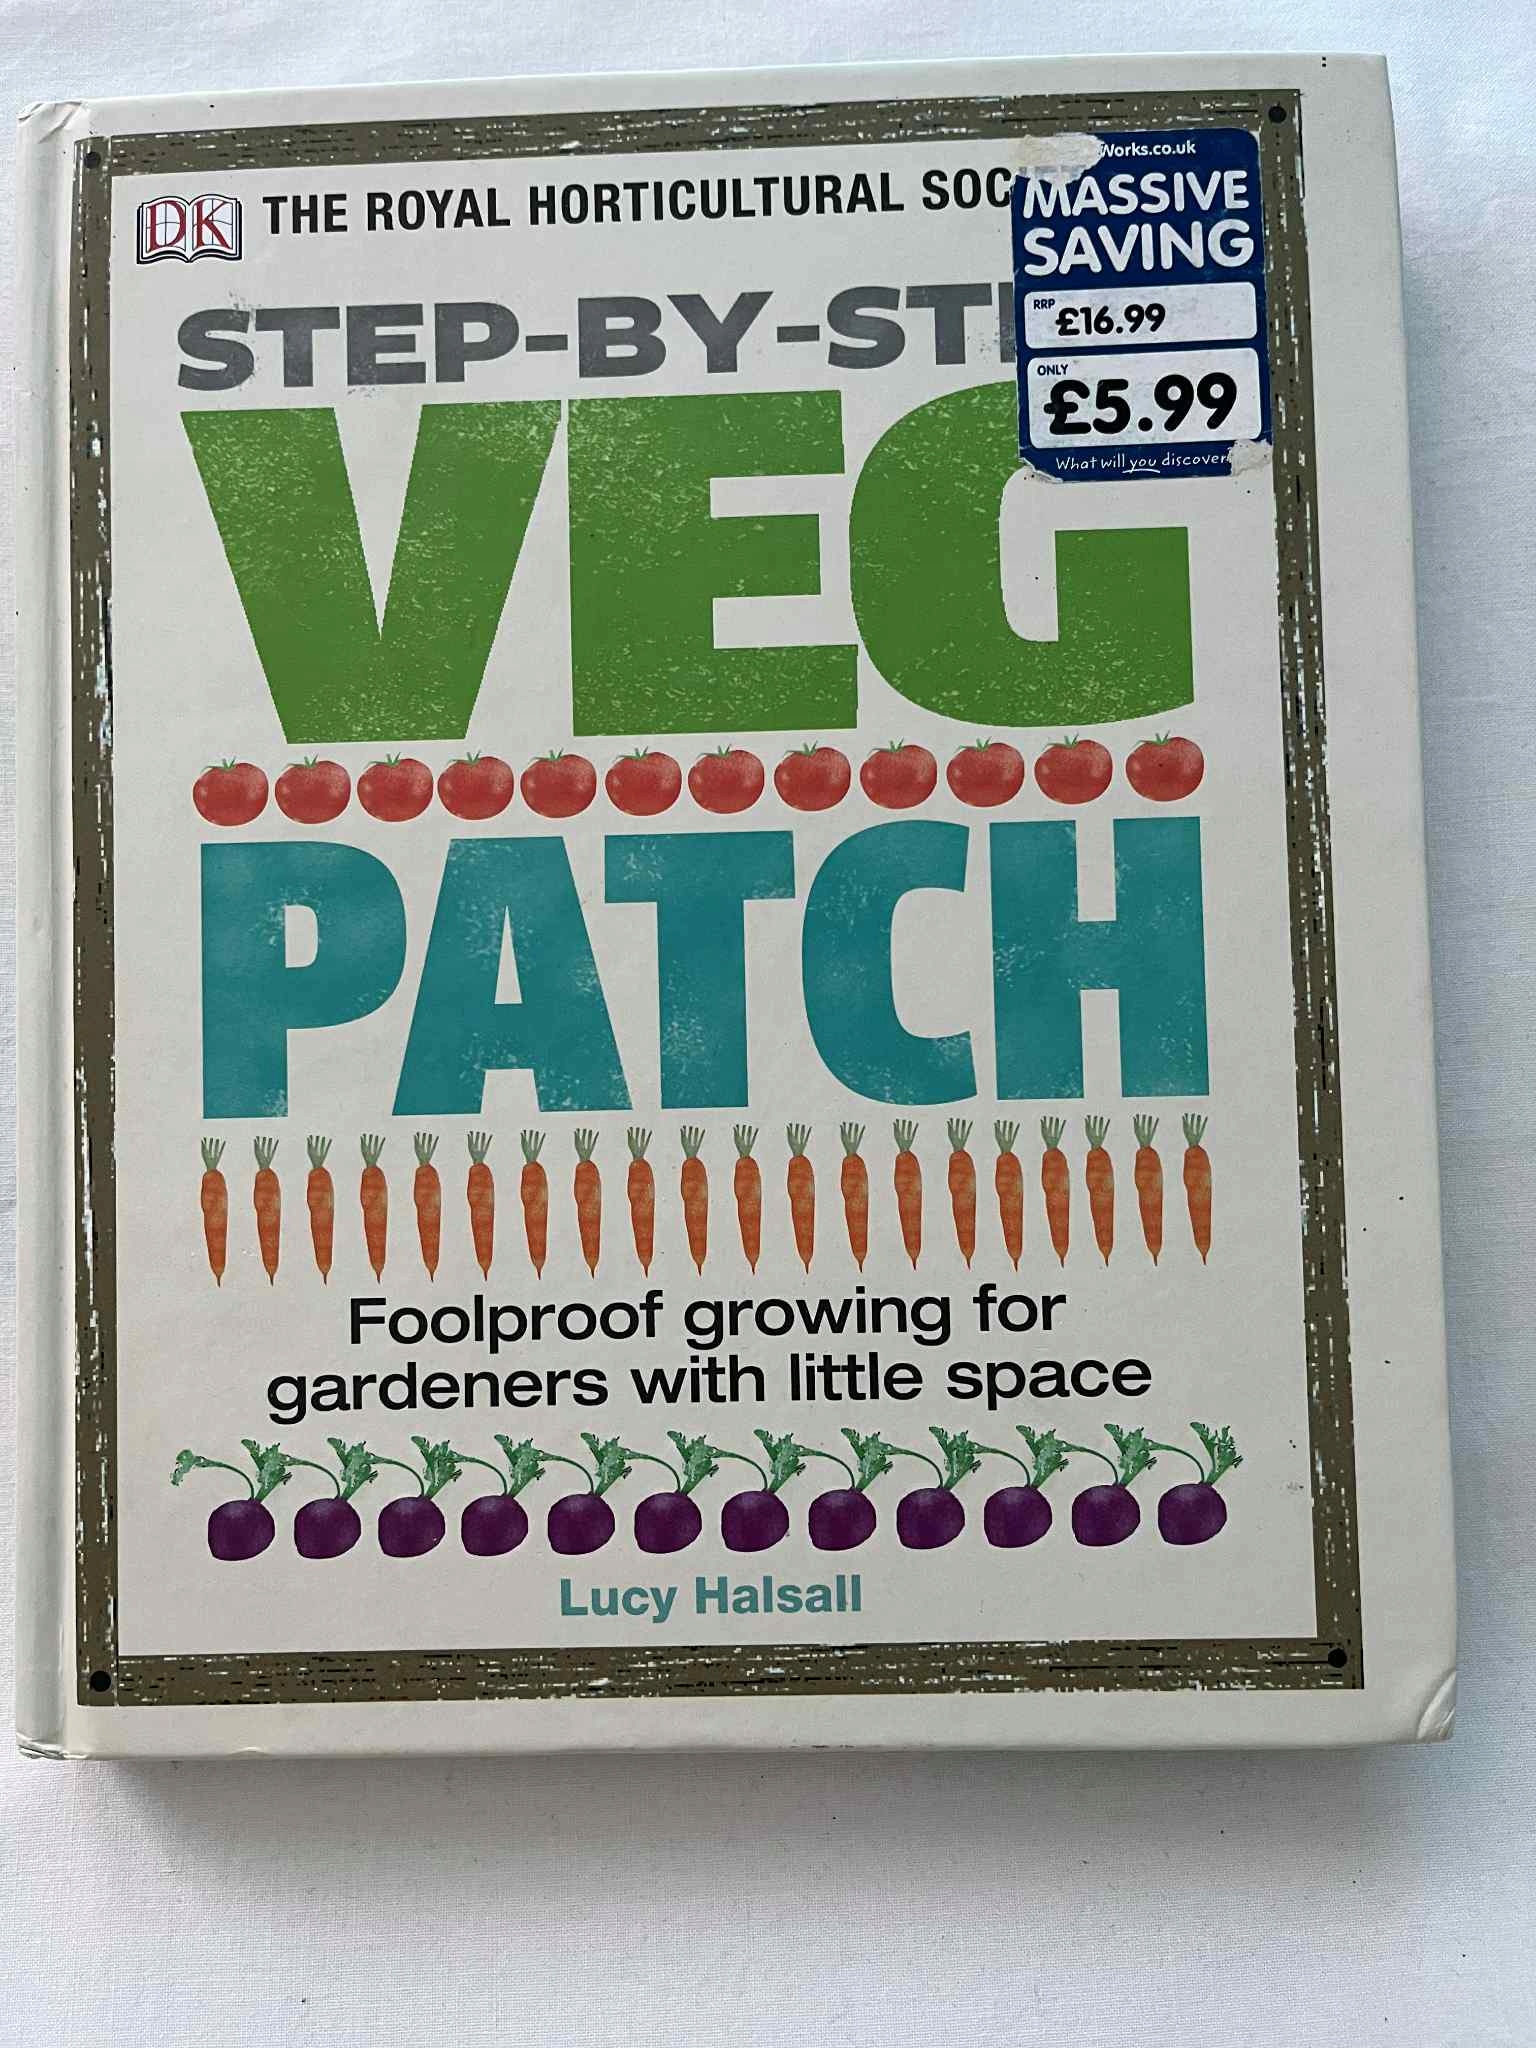 DK
THE ROYAL HORTICULTURAL SOC
Works.co.uk
MASSIVE
SAVING
RRP
£16.99
ONLY
£5.99
What will you discover
STEP-BY-STE
VEG
PATCH
Foolproof growing for
gardeners with little space
Lucy Halsall